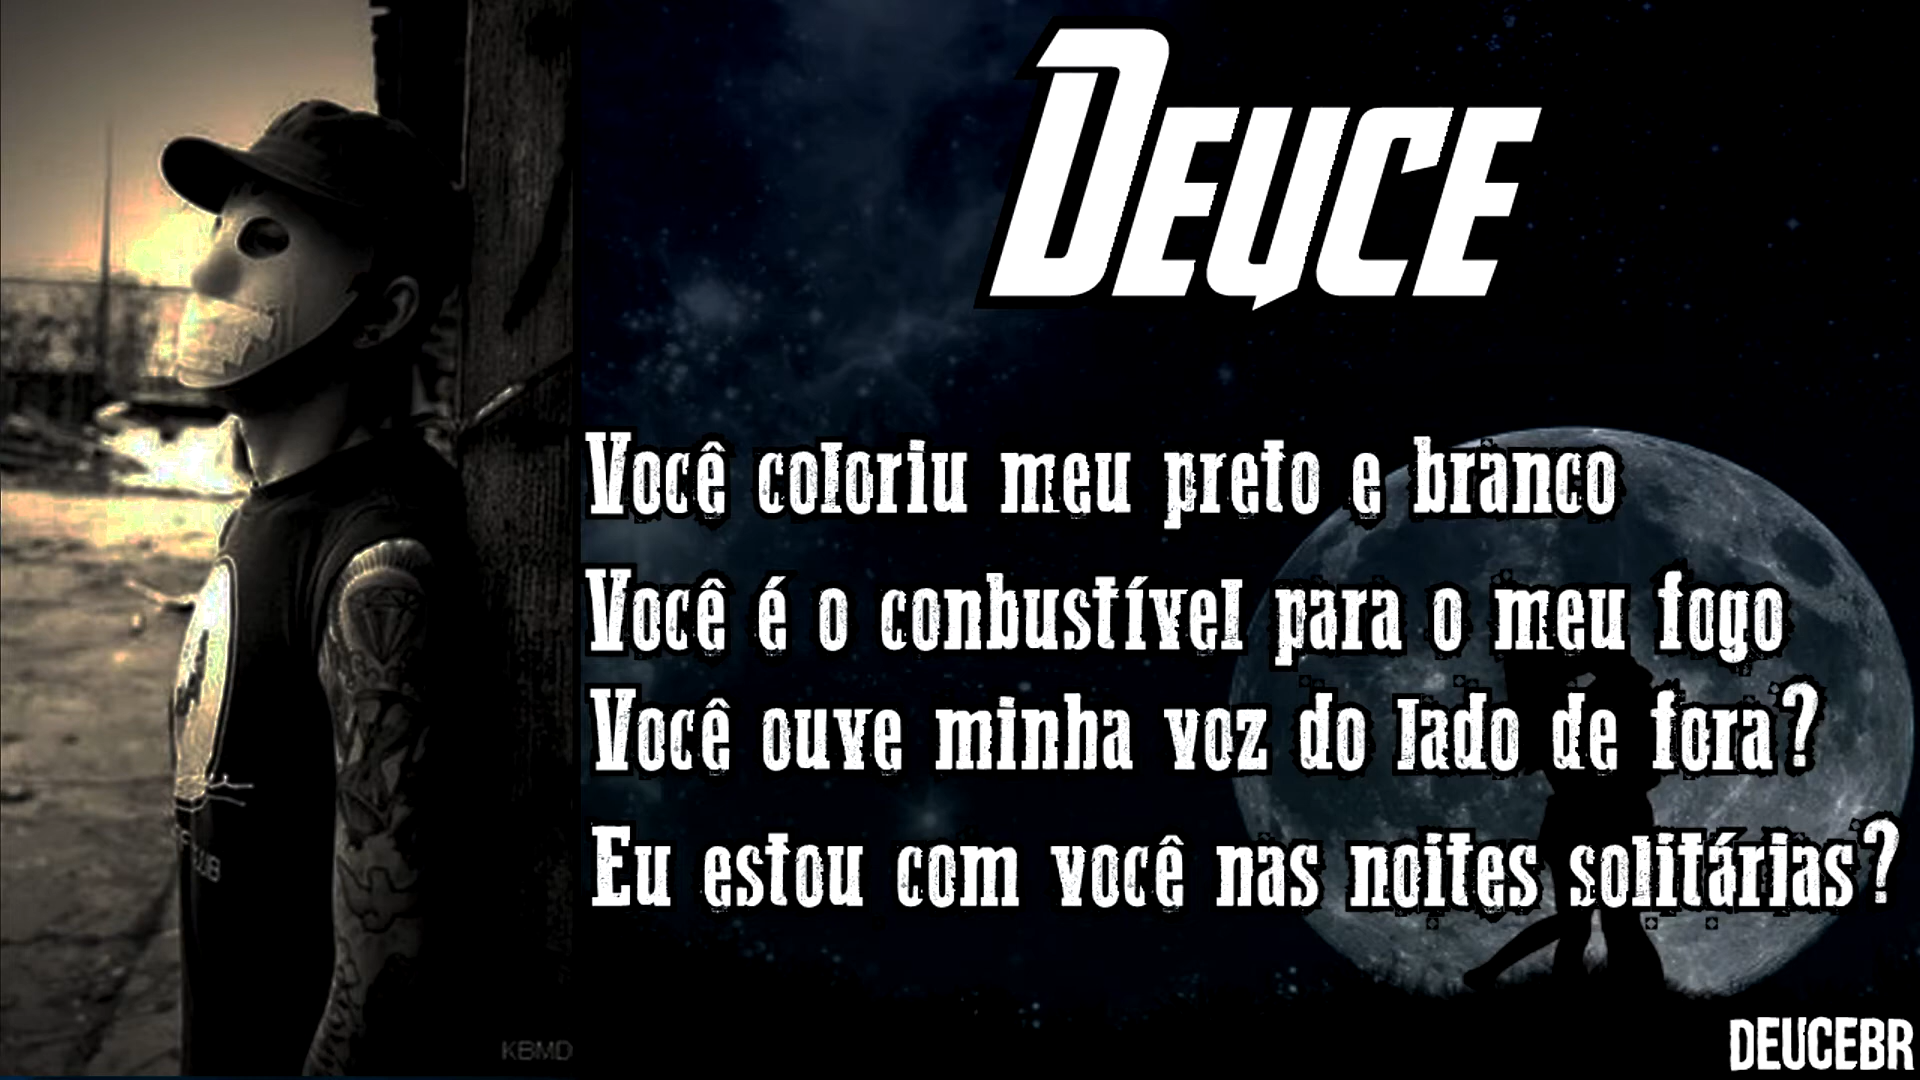 DEUCE
Você coloriu meu preto e branco
Você é o conbustível para o meu fogo
Você ouve minha voz do lado de fora?
Eu estou com você nas noites solitárias?
KBMD
DEUCEBR